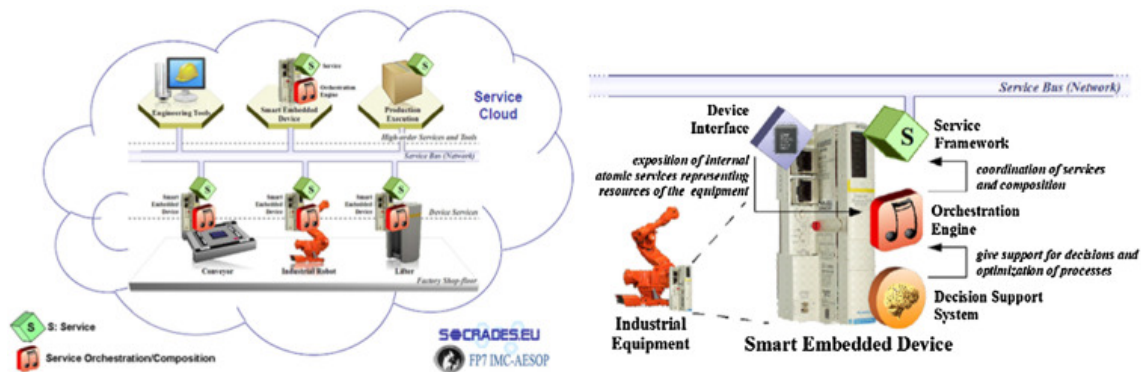 S
Service
Orchestration
Engine
S
Engineering Tools
Smart Embedded
Device
Production
Execution
Service
Cloud
High-order Services and Tools
Service Bus (Network)
Smart
Embedded
Device
S
Smart
Embedded
Device
S
Smart
Embedded
Device
S
Device Services
Conveyor
Industrial Robot
Lifter
Factory Shop-floor
S
S: Service
Service Orchestration/Composition
SOCRADES.EU
FP7 IMC-AESOP
Service Bus (Network)
Device
Interface
S
Service
Framework
exposition of internal
atomic services representing
resources of the equipment
coordination of services
and composition
Orchestration
Engine
give support for decisions and
optimization of processes
Decision Support
System
Industrial
Equipment
Smart Embedded Device